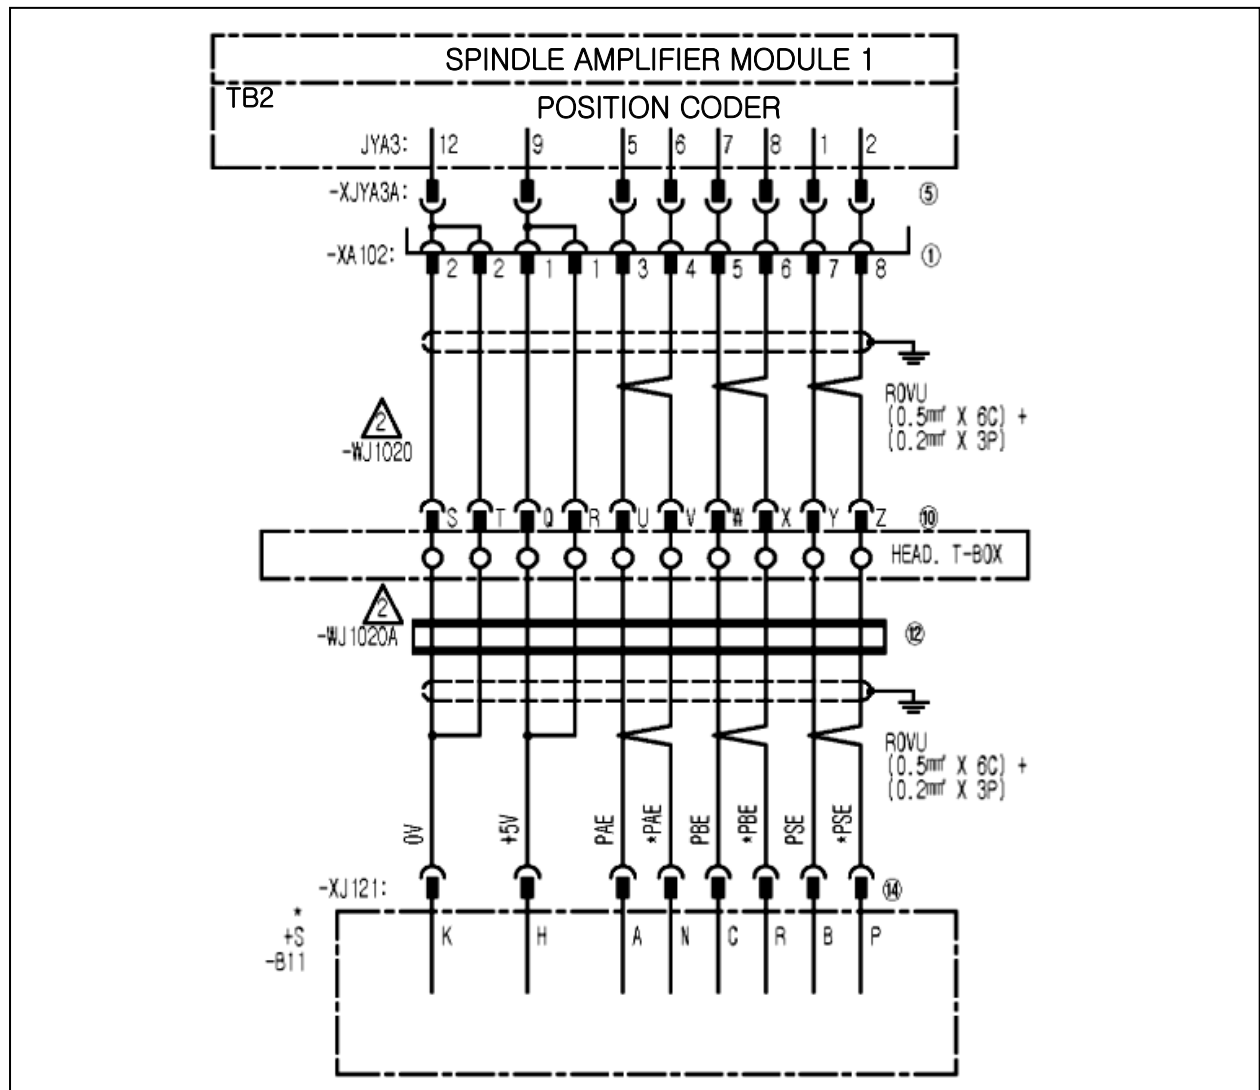 SPINDLE AMPLIFIER MODULE 1
TB2
POSITION CODER
JYA3: 12 9 5 6 7 8 1 2
-XJYA3A: ⑤
-XA102: ①
2 2 1 1 3 4 5 6 7 8
ROVU
(0.5㎟ X 6C) +
(0.2㎟ X 3P)
2
-WJ1020
S T Q R U V W X Y Z ⑩
HEAD. T-BOX
2
-WJ1020A ⑫
ROVU
(0.5㎟ X 6C) +
(0.2㎟ X 3P)
0V +5V PAE *PAE PBE *PBE PSE *PSE
-XJ121: ⑭
*
+S
-B11
K H A N C R B P